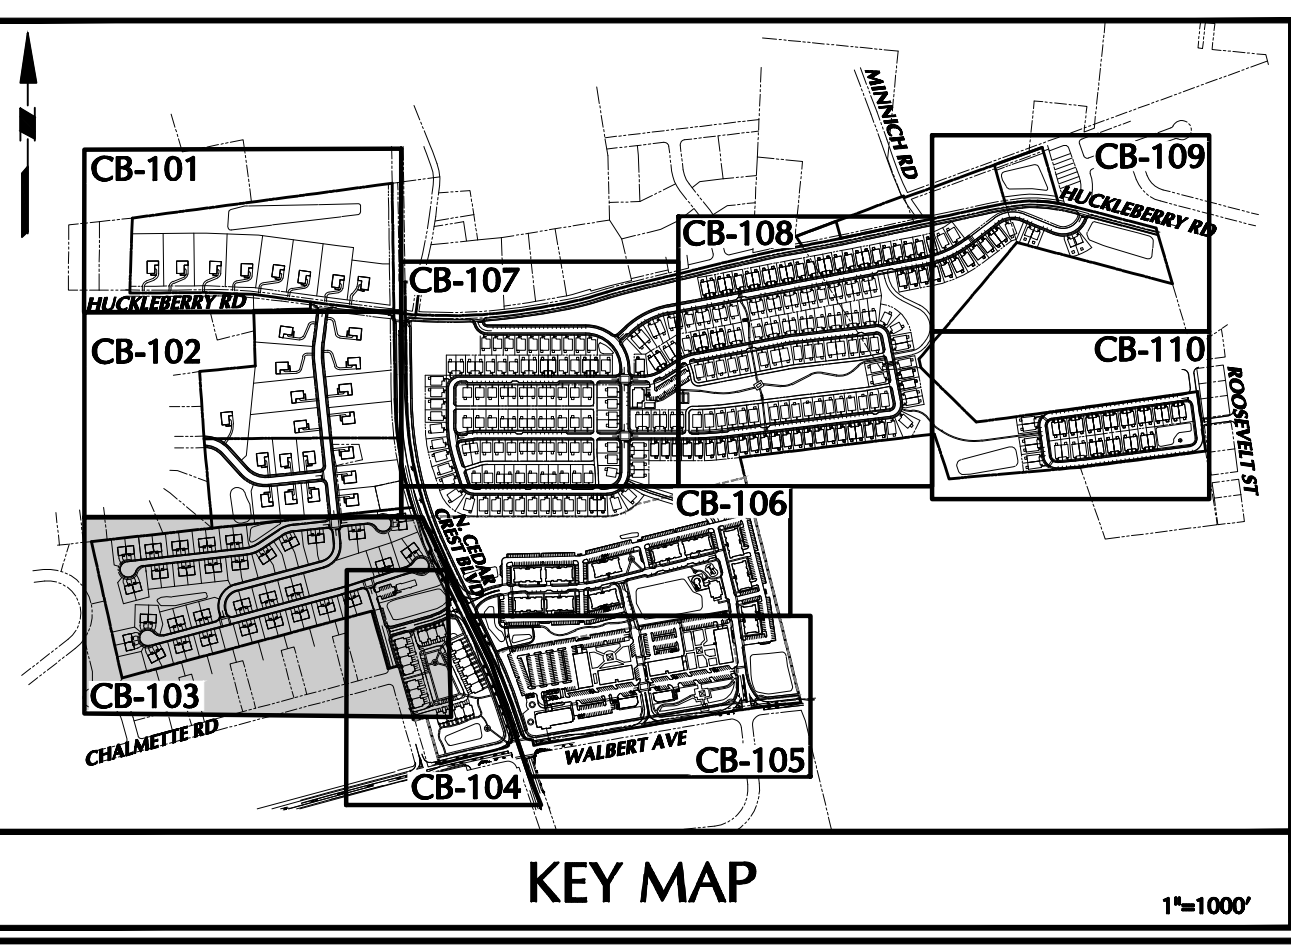 MINNICH RD
CB-101
CB-109
HUCKLEBERRY RD
CB-108
CB-107
HUCKLEBERRY RD
CB-102
CB-110
ROOSEVELT ST
CB-106
N. CEDAR
CREST BLVD
CB-103
CHALMETTE RD
WALBERT AVE
CB-105
CB-104
KEY MAP
1"=1000'